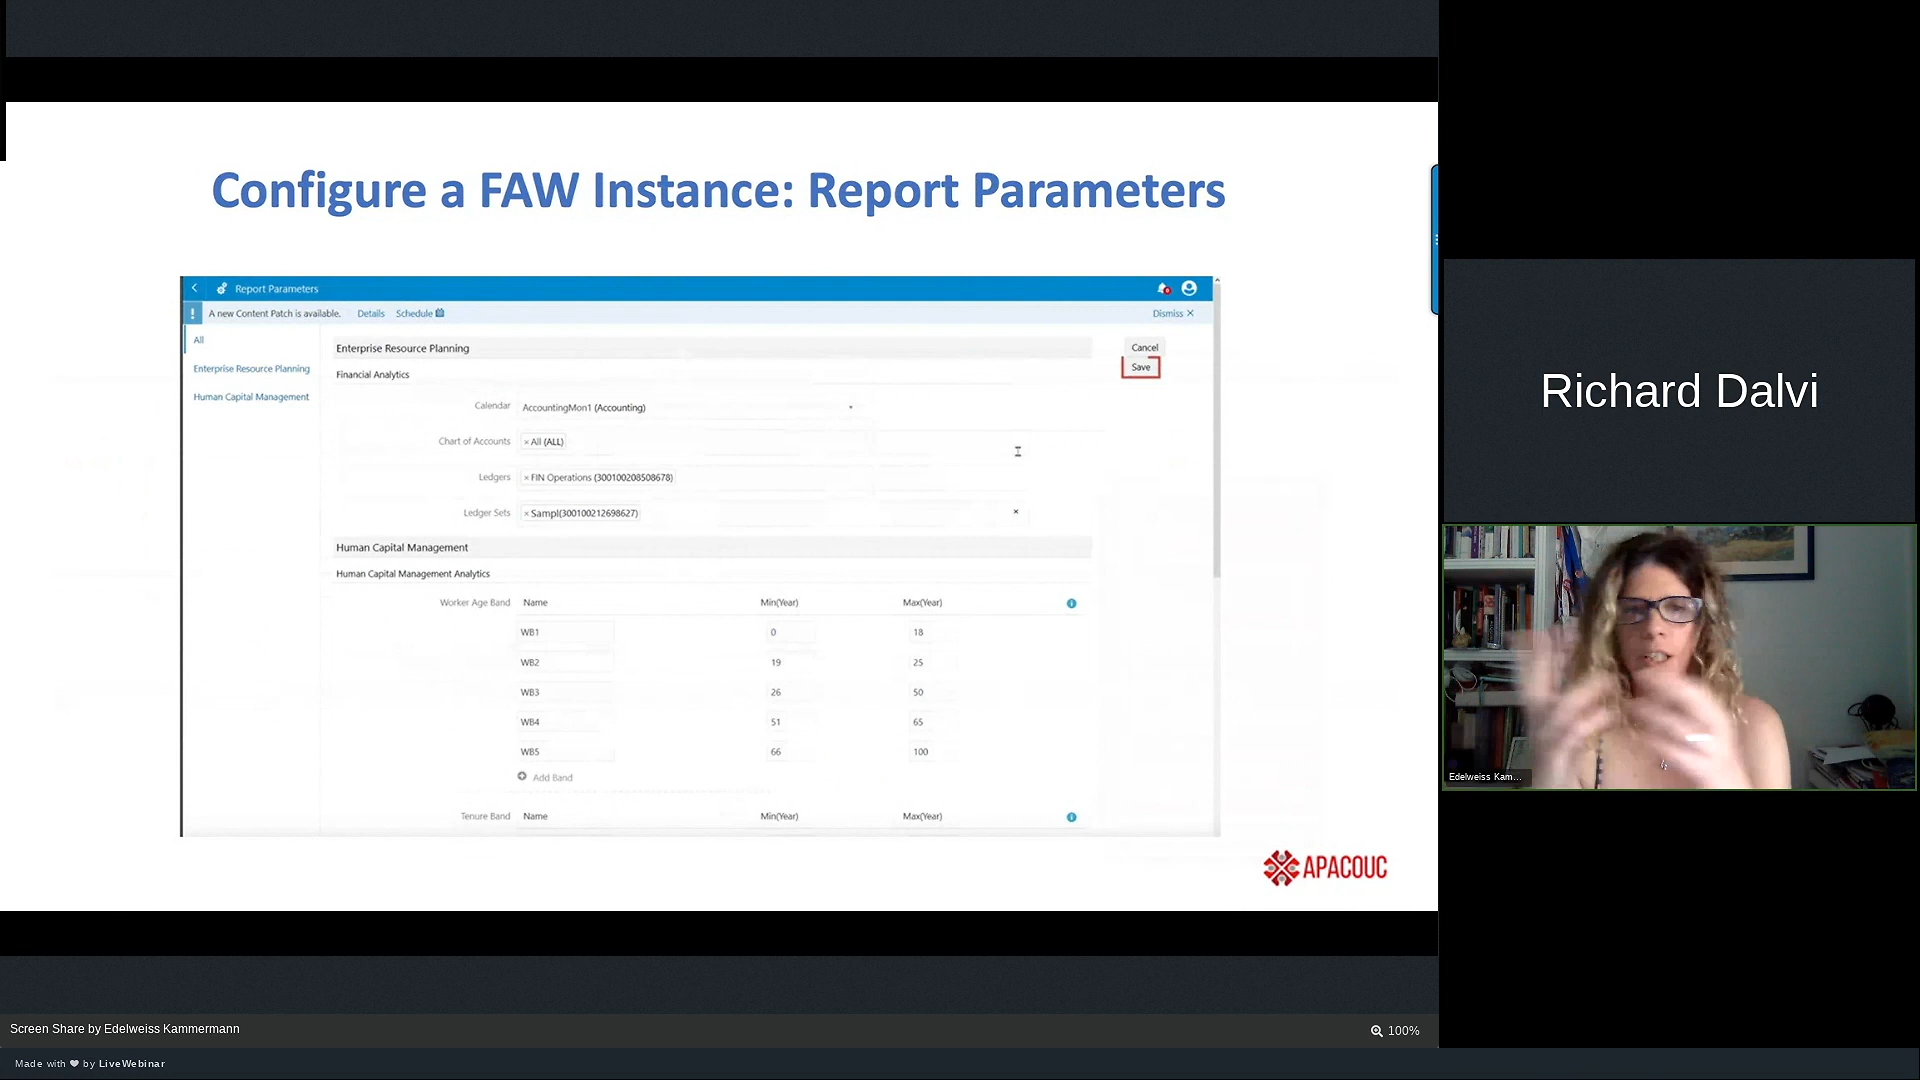 Configure a FAW Instance: Report Parameters
Report Parameters
! A new Content Patch is available. Details Schedule Dismiss ×
All
Enterprise Resource Planning
Human Capital Management
Enterprise Resource Planning
Cancel
Save
Financial Analytics
Calendar AccountingMon1 (Accounting)
Chart of Accounts × All (ALL)
Ledgers × FIN Operations (300100208508678)
Ledger Sets × Sampl(300100212698627) ×
Human Capital Management
Human Capital Management Analytics
Worker Age Band Name Min(Year) Max(Year)
WB1 0 18
WB2 19 25
WB3 26 50
WB4 51 65
WB5 66 100
Add Band
Tenure Band Name Min(Year) Max(Year)
APACOUC
Richard Dalvi
Edelweiss Kam...
Screen Share by Edelweiss Kammermann
100%
Made with ❤ by LiveWebinar